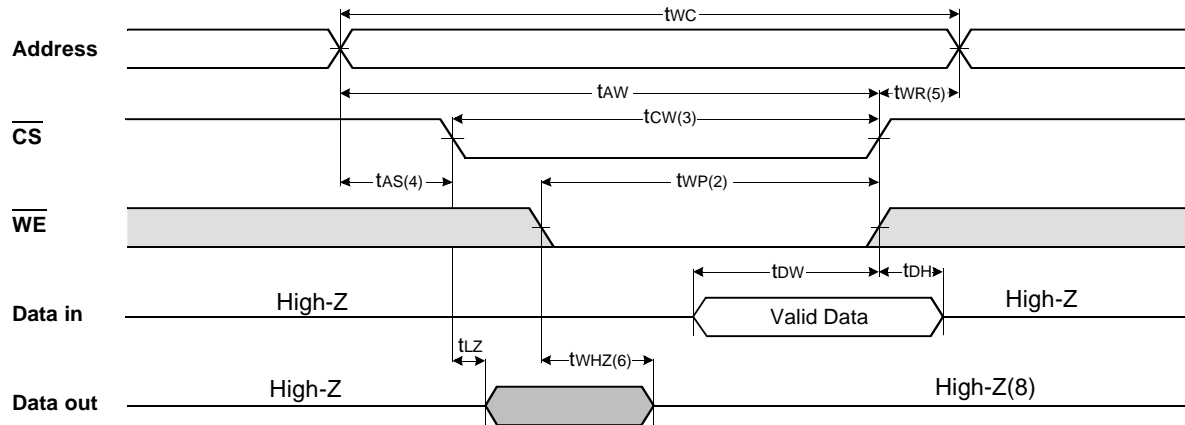 tWC
Address
tAW
tWR(5)
tCW(3)
CS
tAS(4)
tWP(2)
WE
tDW
tDH
High-Z
High-Z
Data in
Valid Data
tLZ
tWHZ(6)
High-Z
High-Z(8)
Data out